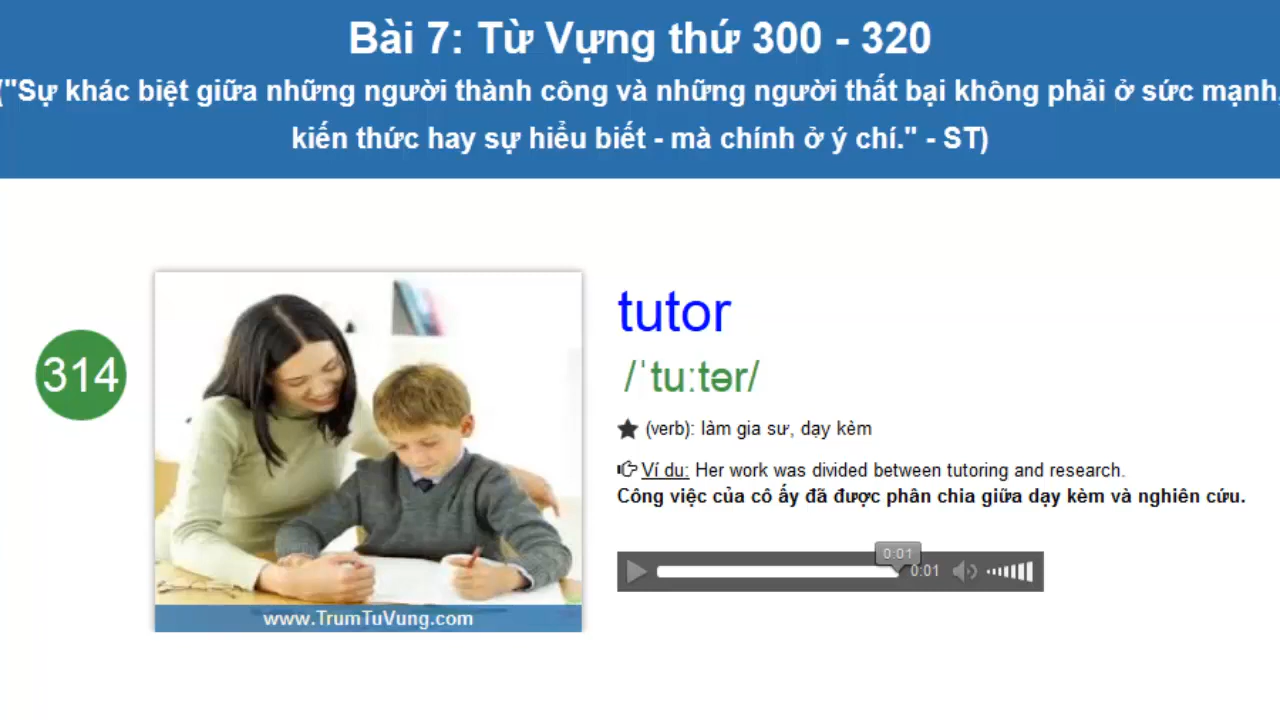 Bài 7: Từ Vựng thứ 300 - 320
("Sự khác biệt giữa những người thành công và những người thất bại không phải ở sức mạnh,
kiến thức hay sự hiểu biết - mà chính ở ý chí." - ST)
314
tutor
/ˈtuːtər/
(verb): làm gia sư, dạy kèm
Ví dụ: Her work was divided between tutoring and research.
Công việc của cô ấy đã được phân chia giữa dạy kèm và nghiên cứu.
0:01
0:01
www.TrumTuVung.com